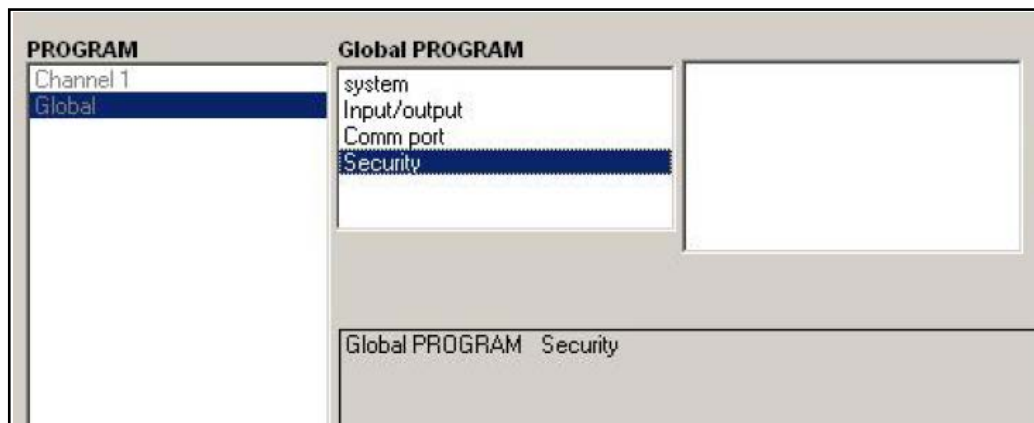 PROGRAM
Channel 1
Global
Global PROGRAM
system
Input/output
Comm port
Security
Global PROGRAM Security